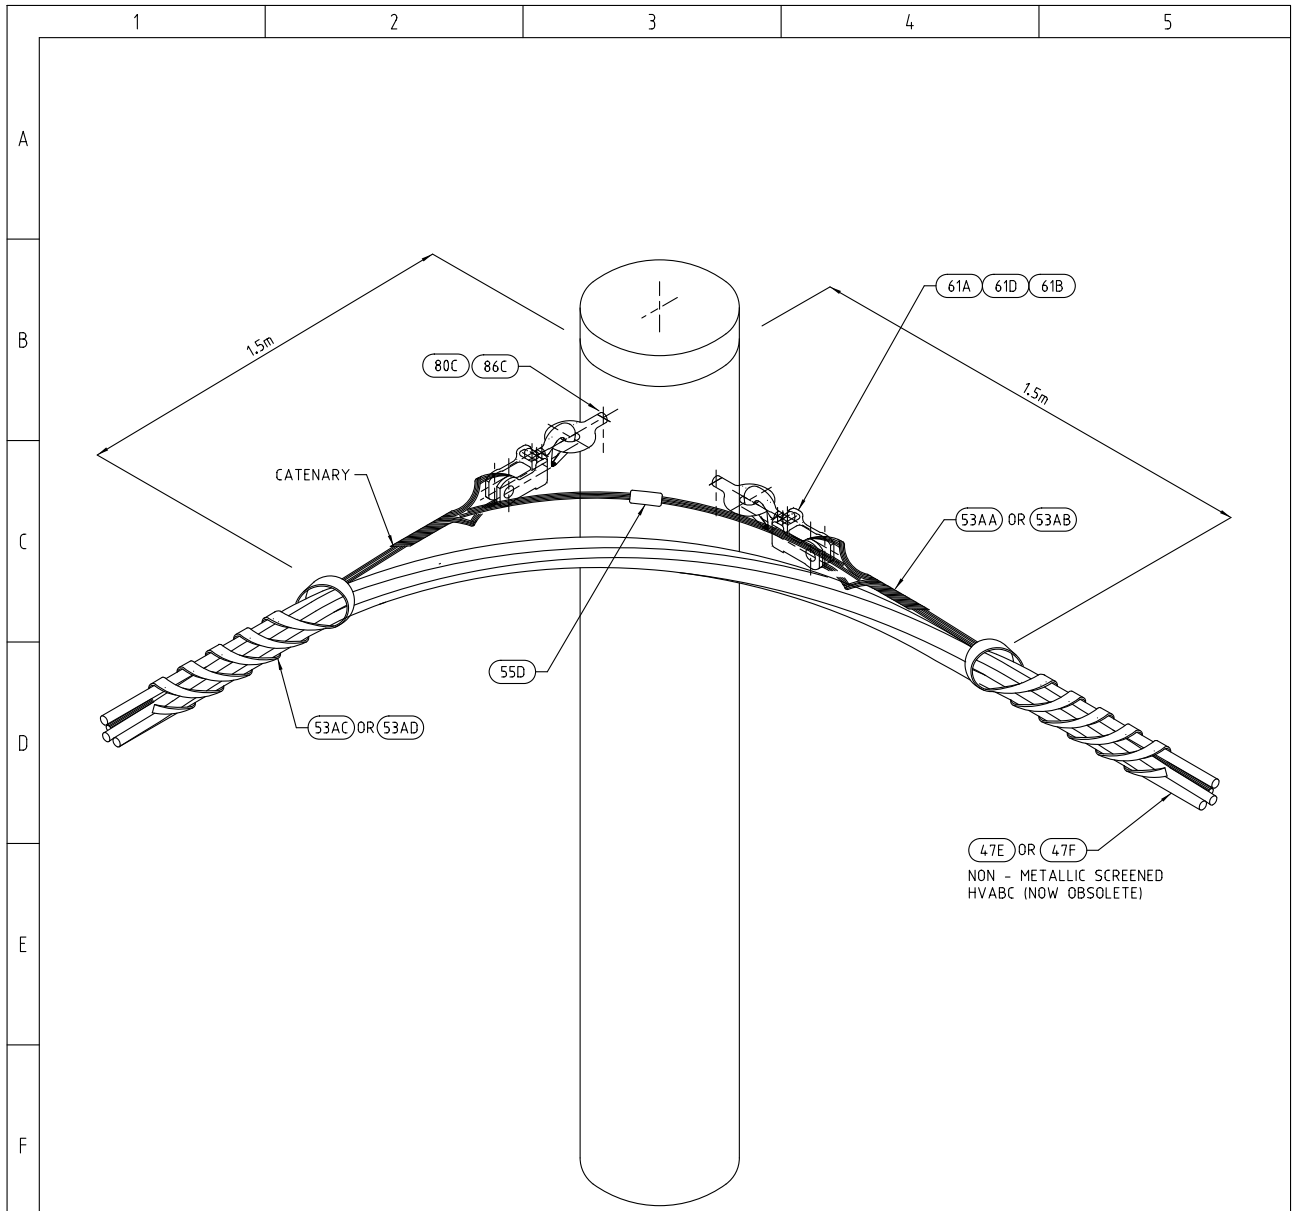 1 2 3 4 5
A
B
1.5m
61A 61D 61B
80C 86C
1.5m
CATENARY
C
53AA OR 53AB
55D
53AC OR 53AD
D
47E OR 47F
NON - METALLIC SCREENED
HVABC (NOW OBSOLETE)
E
F